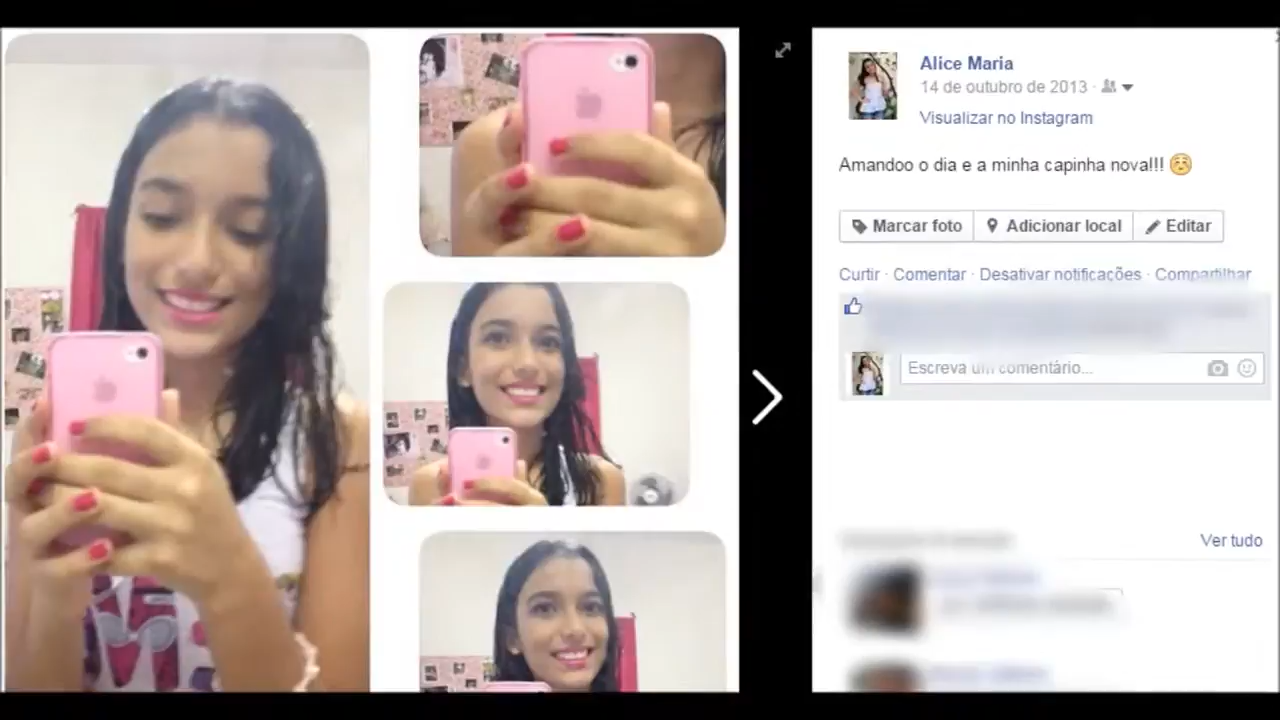 Alice Maria
14 de outubro de 2013 ·
Visualizar no Instagram
Amandoo o dia e a minha capinha nova!!! ☺️
Marcar foto Adicionar local Editar
Curtir · Comentar · Desativar notificações · Compartilhar
Escreva um comentário...
Ver tudo